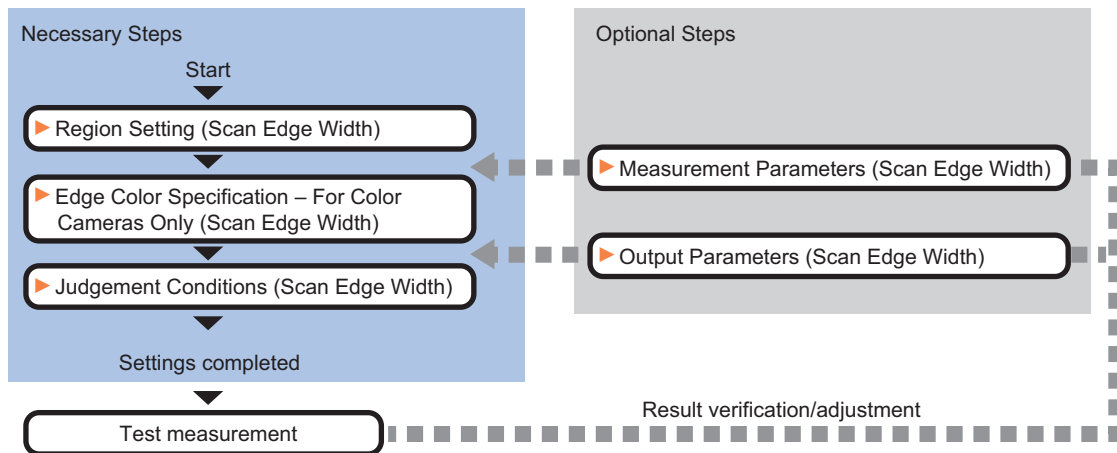 Necessary Steps
Start
Region Setting (Scan Edge Width)
Edge Color Specification – For Color
Cameras Only (Scan Edge Width)
Judgement Conditions (Scan Edge Width)
Settings completed
Test measurement
Optional Steps
Measurement Parameters (Scan Edge Width)
Output Parameters (Scan Edge Width)
Result verification/adjustment